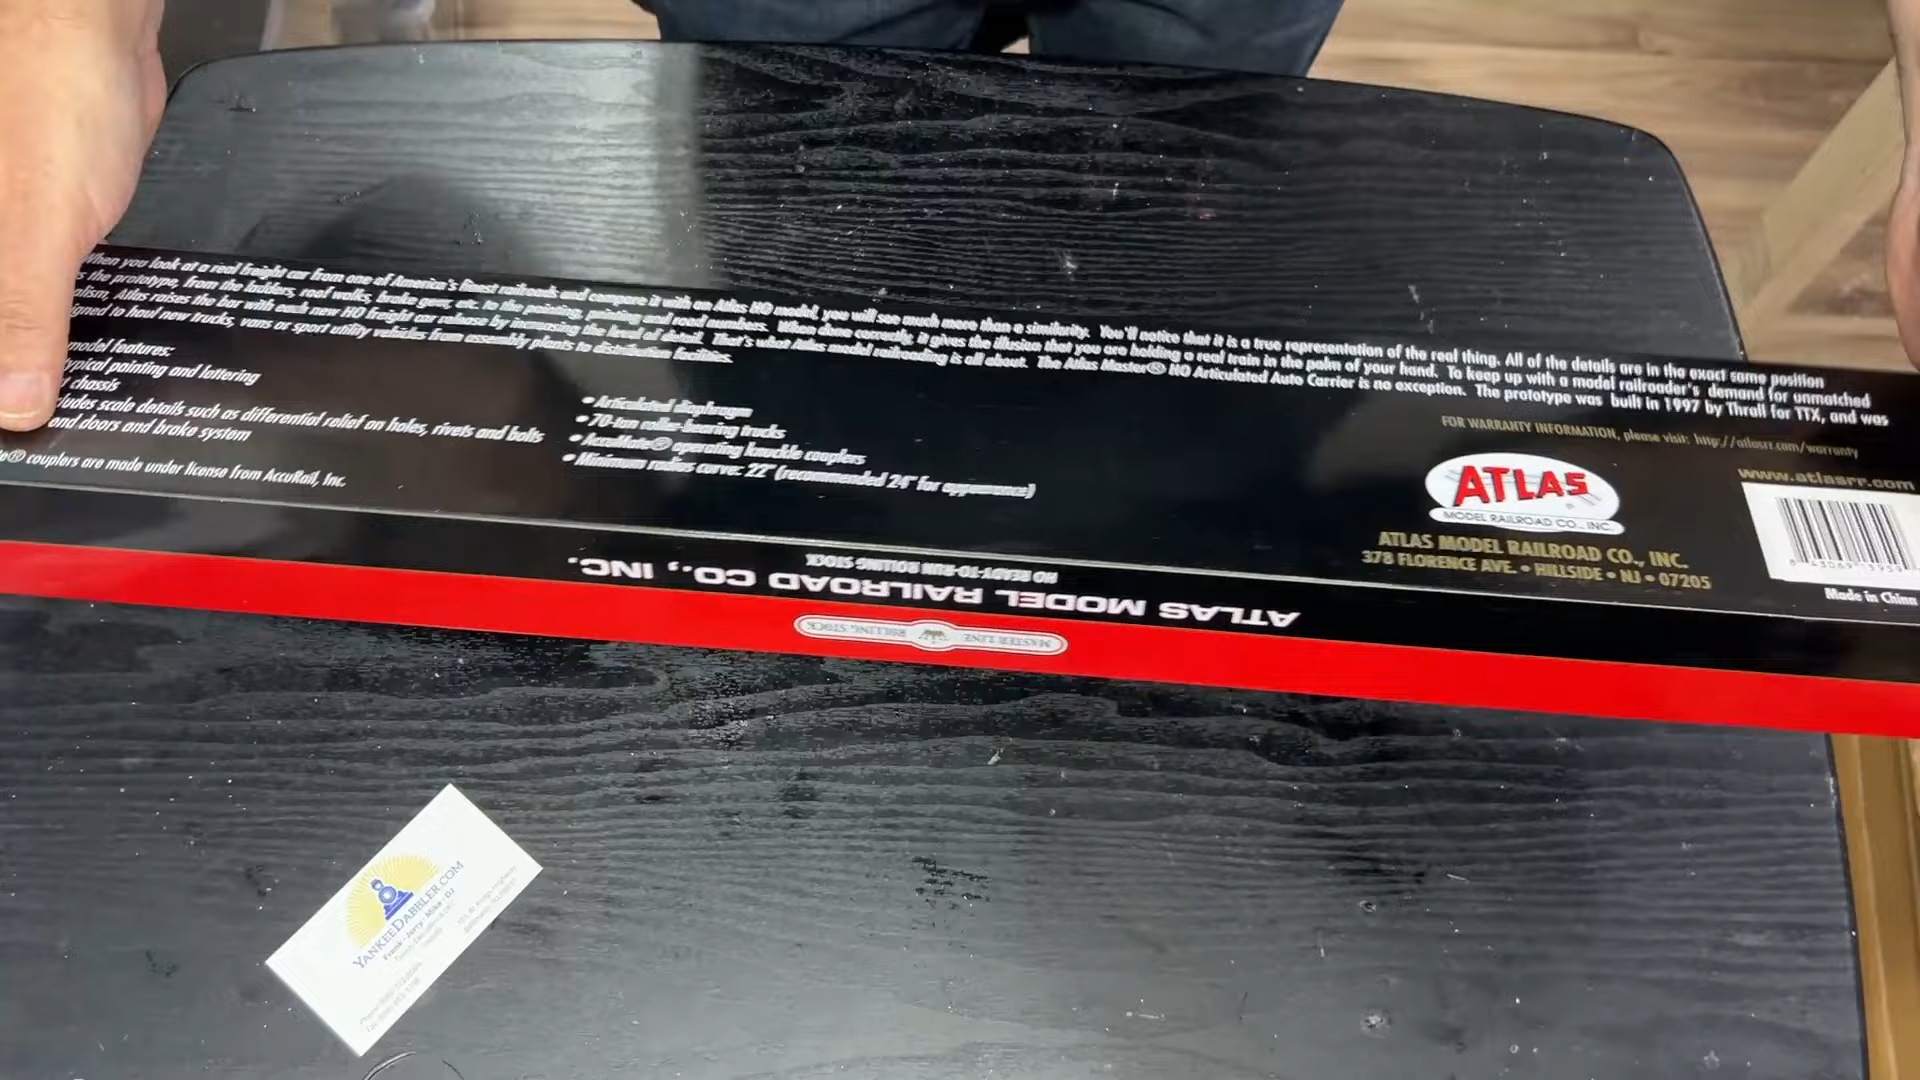 When you look at a real freight car from one of America's finest railroads and compare it with an Atlas HO model, you will see much more than a similarity. You'll notice that it is a true representation of the real thing. All of the details are in the exact same position
the prototype, from the ladders, roof walks, brake gear, etc. to the painting, printing and road numbers. When done correctly, it gives the illusion that you are holding a real train in the palm of your hand. To keep up with a model railroader's demand for unmatched
Atlas raises the bar with each new HO freight car release by increasing the level of detail. That's what Atlas model railroading is all about. The Atlas Master® HO Articulated Auto Carrier is no exception. The prototype was built in 1997 by Thrall for TTX, and was
to haul new trucks, vans or sport utility vehicles from assembly plants to distribution facilities.
model features:
painting and lettering
chassis
scale details such as differential relief on holes, rivets and bolts
end doors and brake system
couplers are made under license from AccuRail, Inc.
• Articulated diaphragm
• 70-ton roller-bearing trucks
• AccuMate® operating knuckle couplers
• Minimum radius curve: 22" (recommended 24" for appearance)
FOR WARRANTY INFORMATION, please visit: http://atlasrr.com/warranty
www.atlasrr.com
ATLAS
MODEL RAILROAD CO., INC.
ATLAS MODEL RAILROAD CO., INC.
378 FLORENCE AVE. • HILLSIDE • NJ • 07205
Made in China
MASTER LINE ROLLING STOCK
ATLAS MODEL RAILROAD CO., INC.
HO READY-TO-RUN ROLLING STOCK
YANKEEDABBLER.COM
Frank · Jerry · Mike · DJ